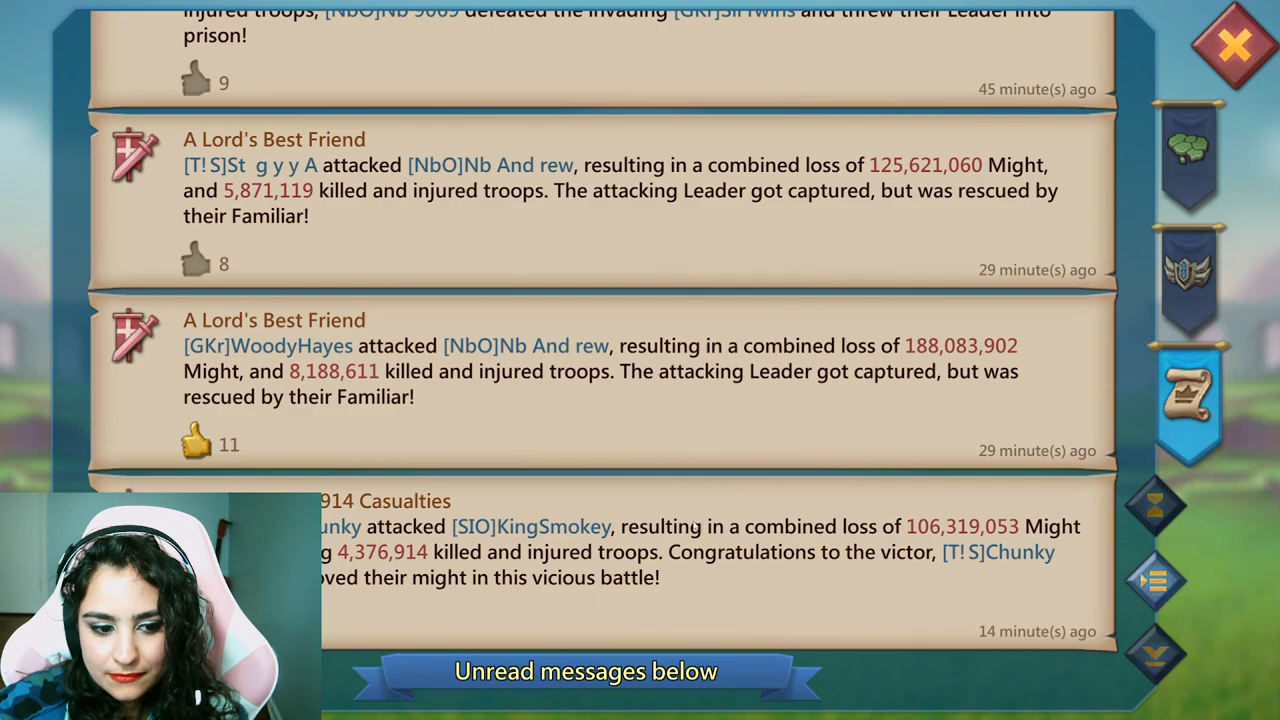 injured troops, [NbO]Nb 9069 defeated the invading [GKr]SirTwins and threw their Leader into
prison!
9
45 minute(s) ago
A Lord's Best Friend
[T! S]St g y y A attacked [NbO]Nb And rew, resulting in a combined loss of 125,621,060 Might,
and 5,871,119 killed and injured troops. The attacking Leader got captured, but was rescued by
their Familiar!
8
29 minute(s) ago
A Lord's Best Friend
[GKr]WoodyHayes attacked [NbO]Nb And rew, resulting in a combined loss of 188,083,902
Might, and 8,188,611 killed and injured troops. The attacking Leader got captured, but was
rescued by their Familiar!
11
29 minute(s) ago
914 Casualties
unky attacked [SIO]KingSmokey, resulting in a combined loss of 106,319,053 Might
g 4,376,914 killed and injured troops. Congratulations to the victor, [T! S]Chunky
oved their might in this vicious battle!
14 minute(s) ago
Unread messages below